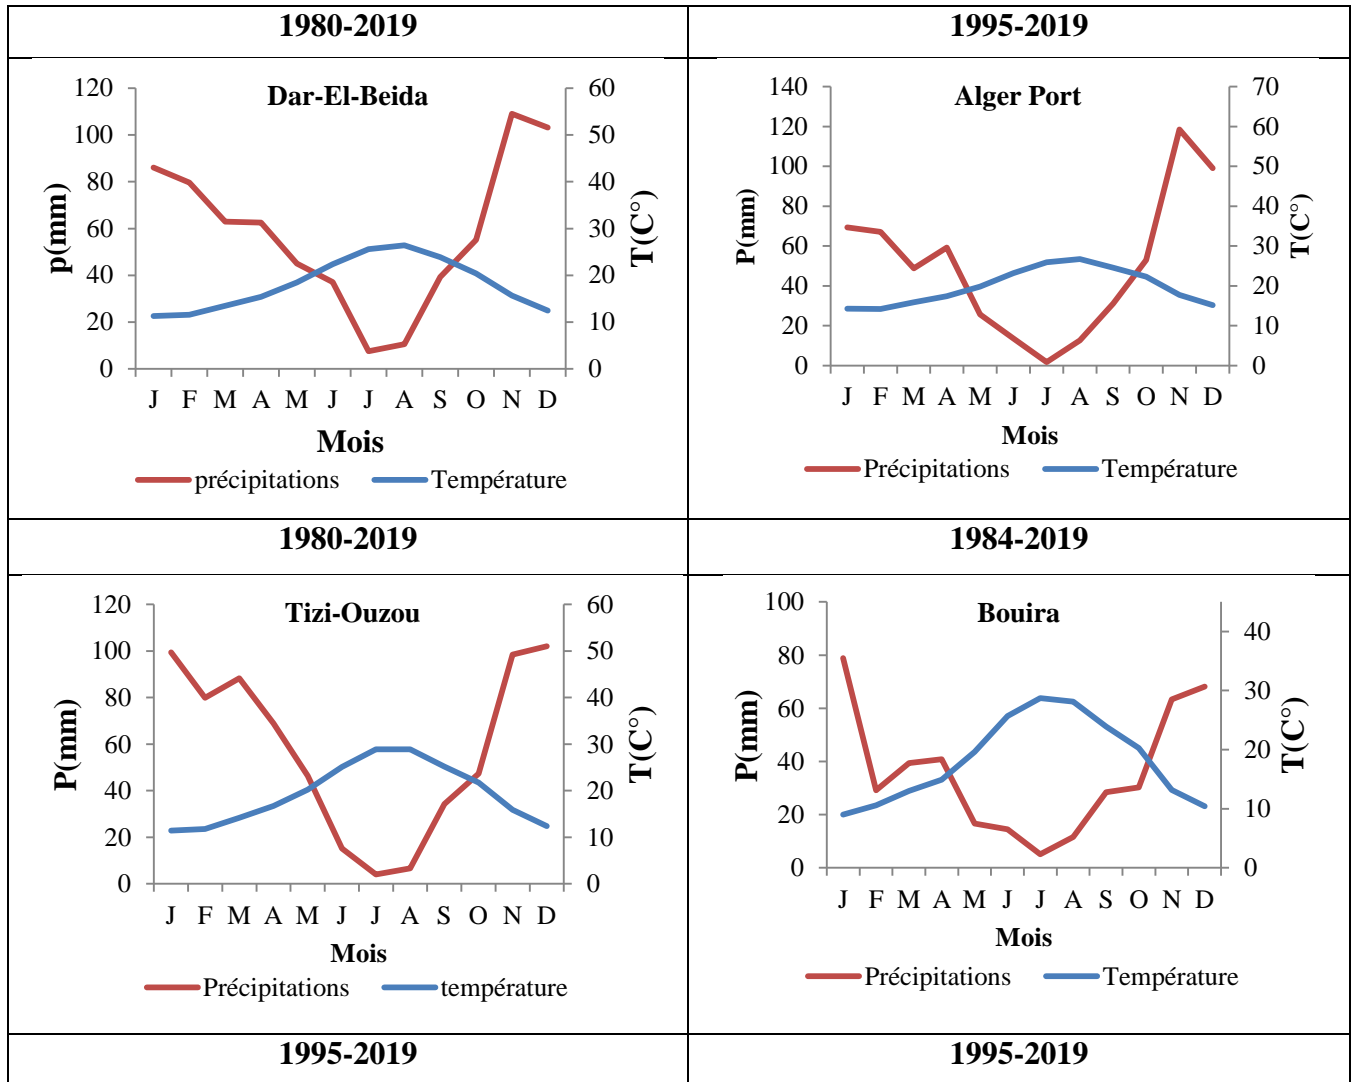 1980-2019
1995-2019
Dar-El-Beida
p(mm)
120
100
80
60
40
20
0
60
50
40
30
20
10
0
T(C°)
J F M A M J J A S O N D
Mois
précipitations Température
Alger Port
P(mm)
140
120
100
80
60
40
20
0
70
60
50
40
30
20
10
0
T(C°)
J F M A M J J A S O N D
Mois
Précipitations Température
1980-2019
1984-2019
Tizi-Ouzou
P(mm)
120
100
80
60
40
20
0
60
50
40
30
20
10
0
T(C°)
J F M A M J J A S O N D
Mois
Précipitations température
Bouira
P(mm)
100
80
60
40
20
0
40
30
20
10
0
T(C°)
J F M A M J J A S O N D
Mois
Précipitations Température
1995-2019
1995-2019